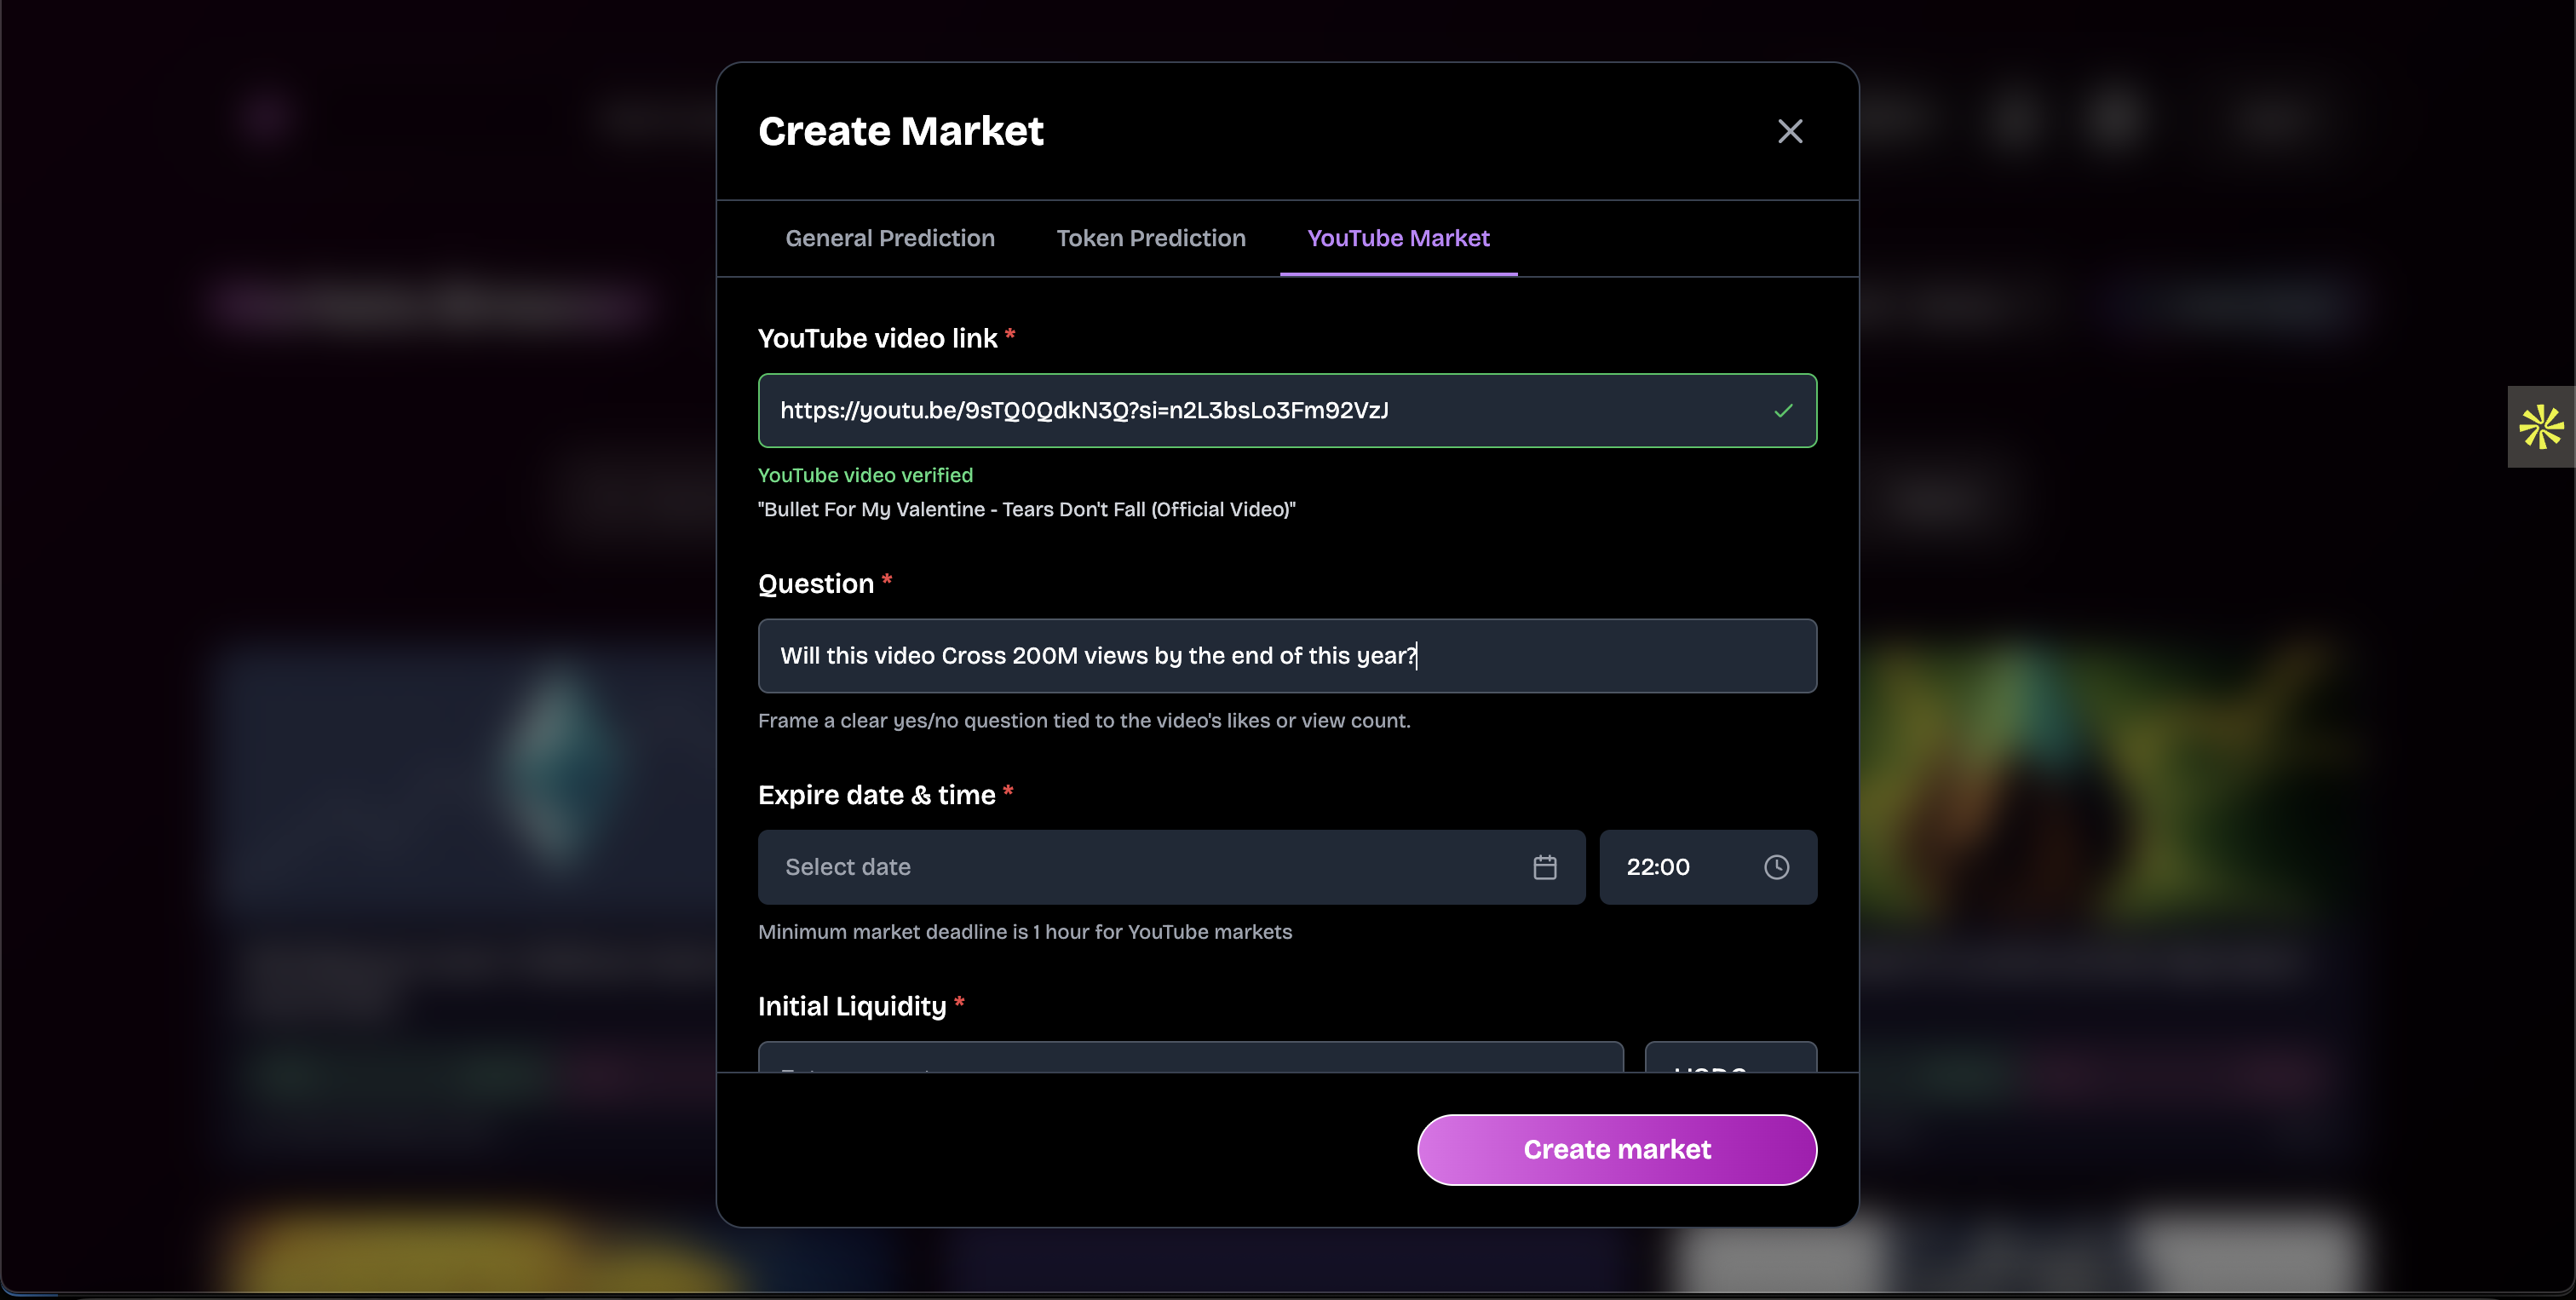 Create Market
General Prediction
Token Prediction
YouTube Market
YouTube video link *
https://youtu.be/9sTQ0QdkN3Q?si=n2L3bsLo3Fm92VzJ
YouTube video verified
"Bullet For My Valentine - Tears Don't Fall (Official Video)"
Question *
Will this video Cross 200M views by the end of this year?
Frame a clear yes/no question tied to the video's likes or view count.
Expire date & time *
Select date
22:00
Minimum market deadline is 1 hour for YouTube markets
Initial Liquidity *
Create market